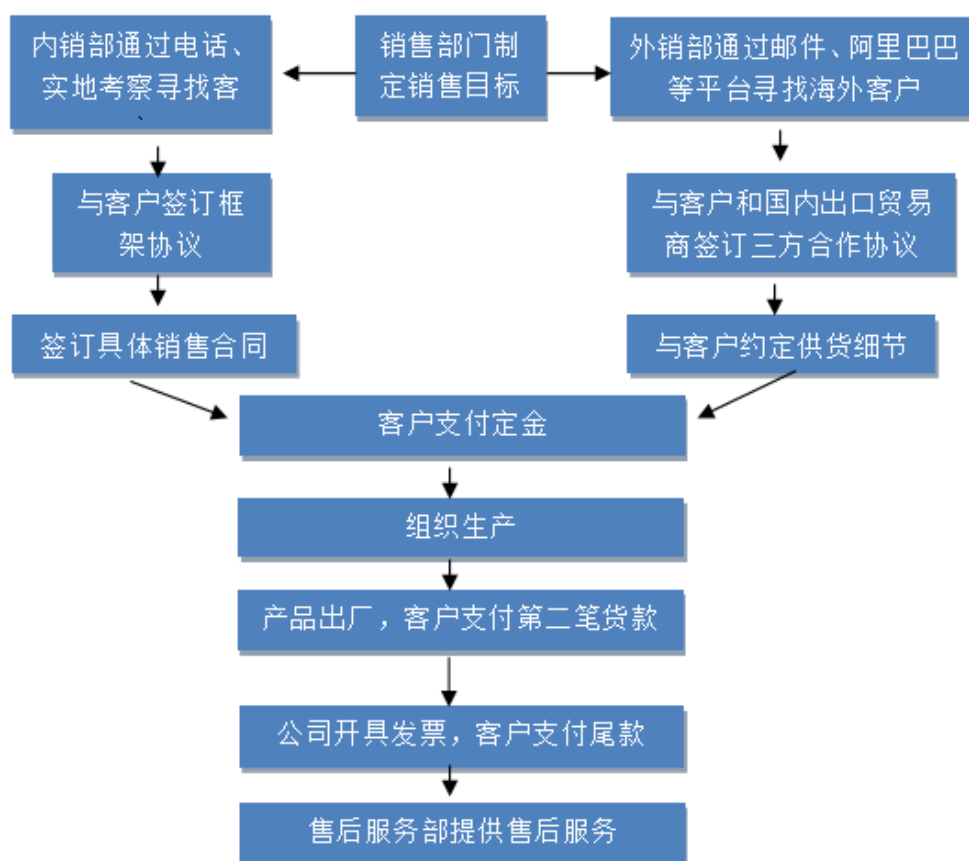 内销部通过电话、
实地考察寻找客
、
销售部门制
定销售目标
外销部通过邮件、阿里巴巴
等平台寻找海外客户
与客户签订框
架协议
与客户和国内出口贸易
商签订三方合作协议
签订具体销售合同
与客户约定供货细节
客户支付定金
组织生产
产品出厂，客户支付第二笔货款
公司开具发票，客户支付尾款
售后服务部提供售后服务